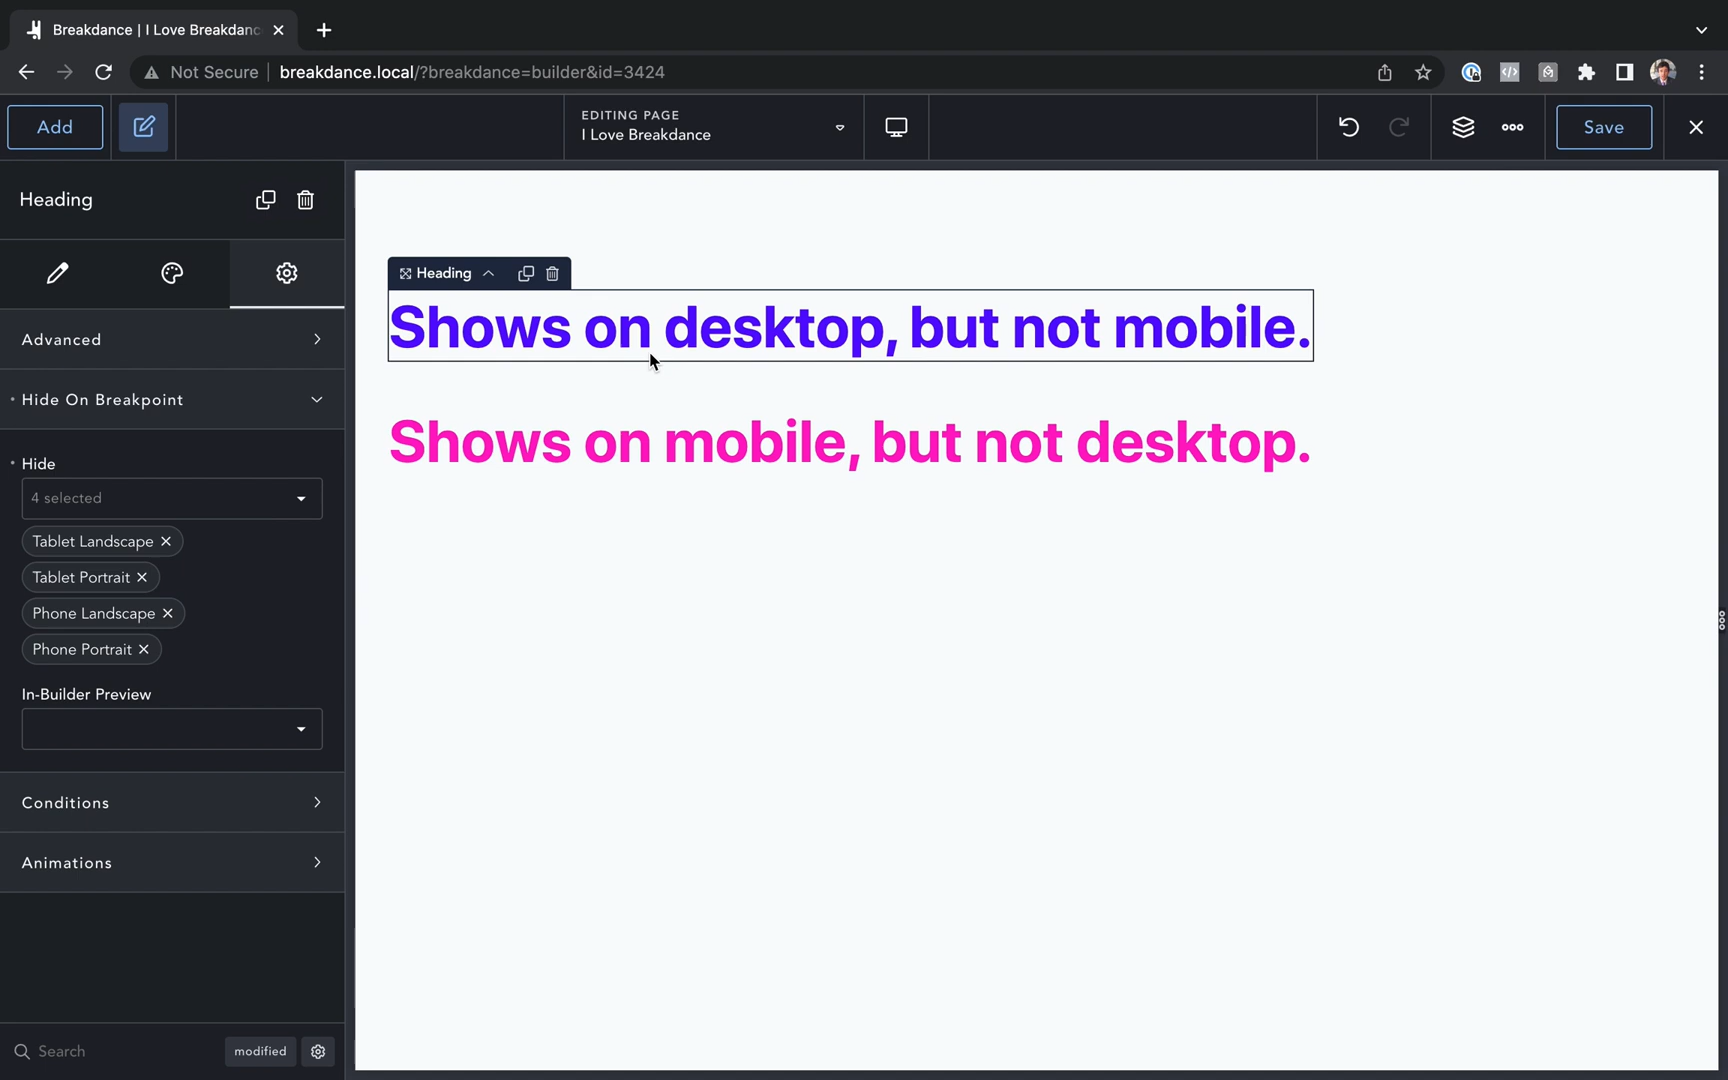 Breakdance | I Love Breakdanc
Not Secure
breakdance.local/?breakdance=builder&id=3424
Add
EDITING PAGE
I Love Breakdance
Save
Heading
Heading
Shows on desktop, but not mobile.
Shows on mobile, but not desktop.
Advanced
Hide On Breakpoint
Hide
4 selected
Tablet Landscape
Tablet Portrait
Phone Landscape
Phone Portrait
In-Builder Preview
Conditions
Animations
Search
modified